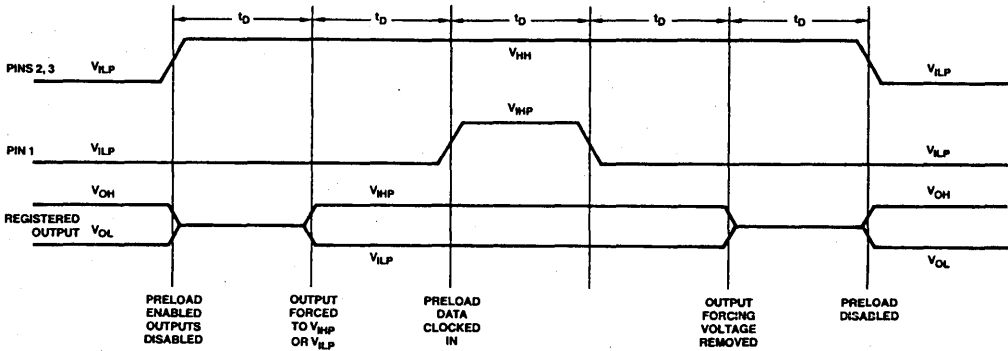 tD tD tD tD tD
PINS 2, 3 VILP VHH VILP
VIHP
PIN 1 VILP VILP
VOH VIHP VOH
REGISTERED
OUTPUT VOL VILP VOL
PRELOAD
ENABLED
OUTPUTS
DISABLED
OUTPUT
FORCED
TO VIHP
OR VILP
PRELOAD
DATA
CLOCKED
IN
OUTPUT
FORCING
VOLTAGE
REMOVED
PRELOAD
DISABLED